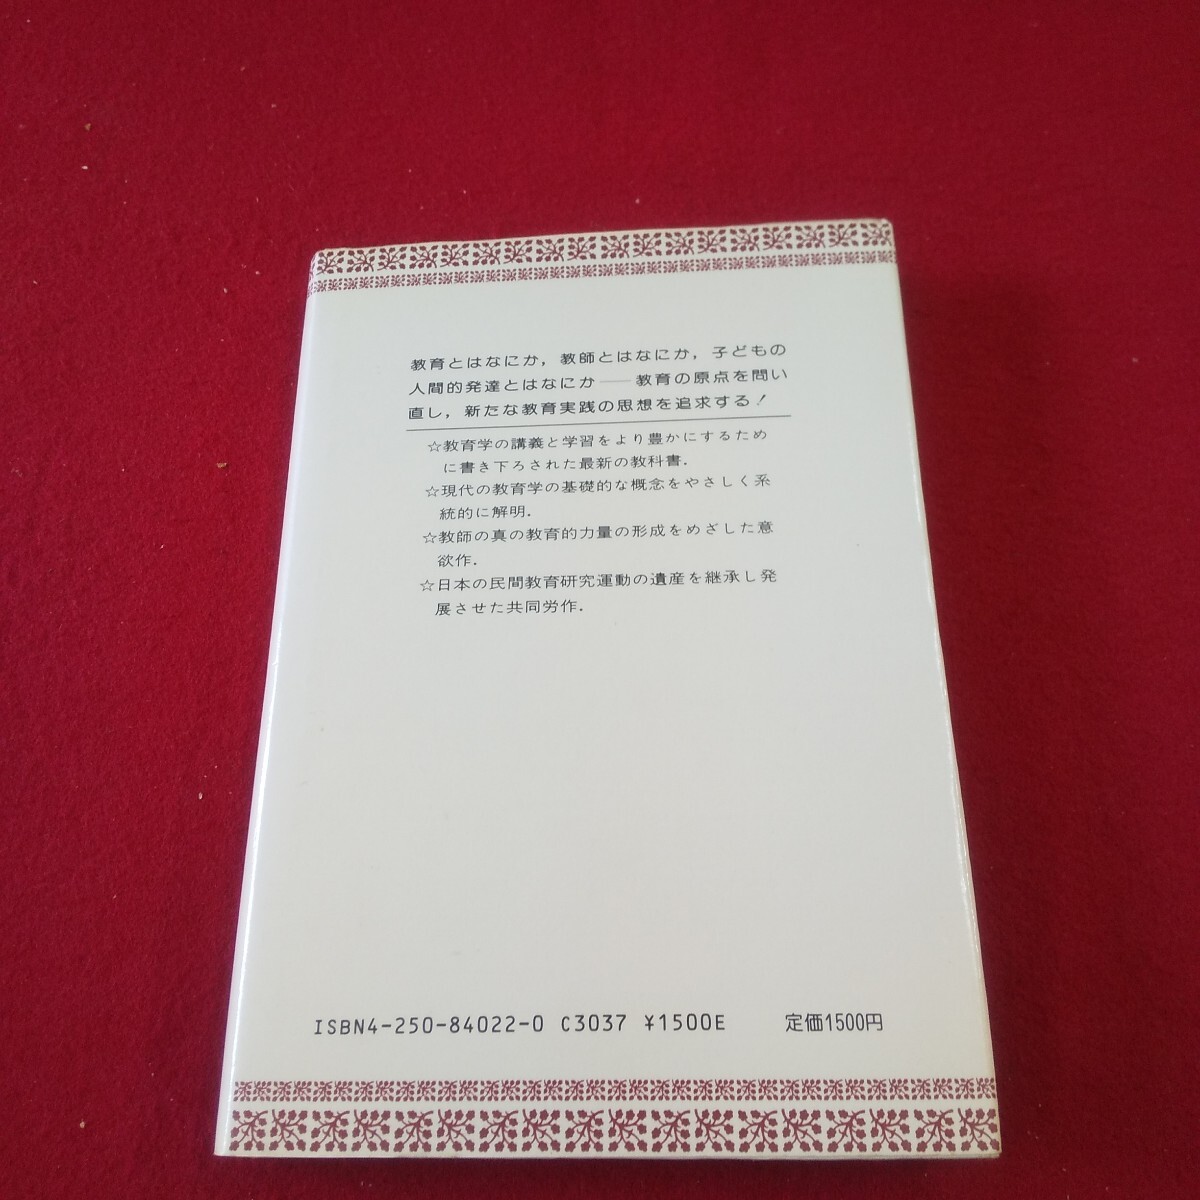 教育とはなにか，教師とはなにか，子どもの
人間的発達とはなにか――教育の原点を問い
直し，新たな教育実践の思想を追求する！
☆教育学の講義と学習をより豊かにするため
に書き下ろされた最新の教科書．
☆現代の教育学の基礎的な概念をやさしく系
統的に解明．
☆教師の真の教育的力量の形成をめざした意
欲作．
☆日本の民間教育研究運動の遺産を継承し発
展させた共同労作．
ISBN4-250-84022-0 C3037 ¥1500E 定価1500円